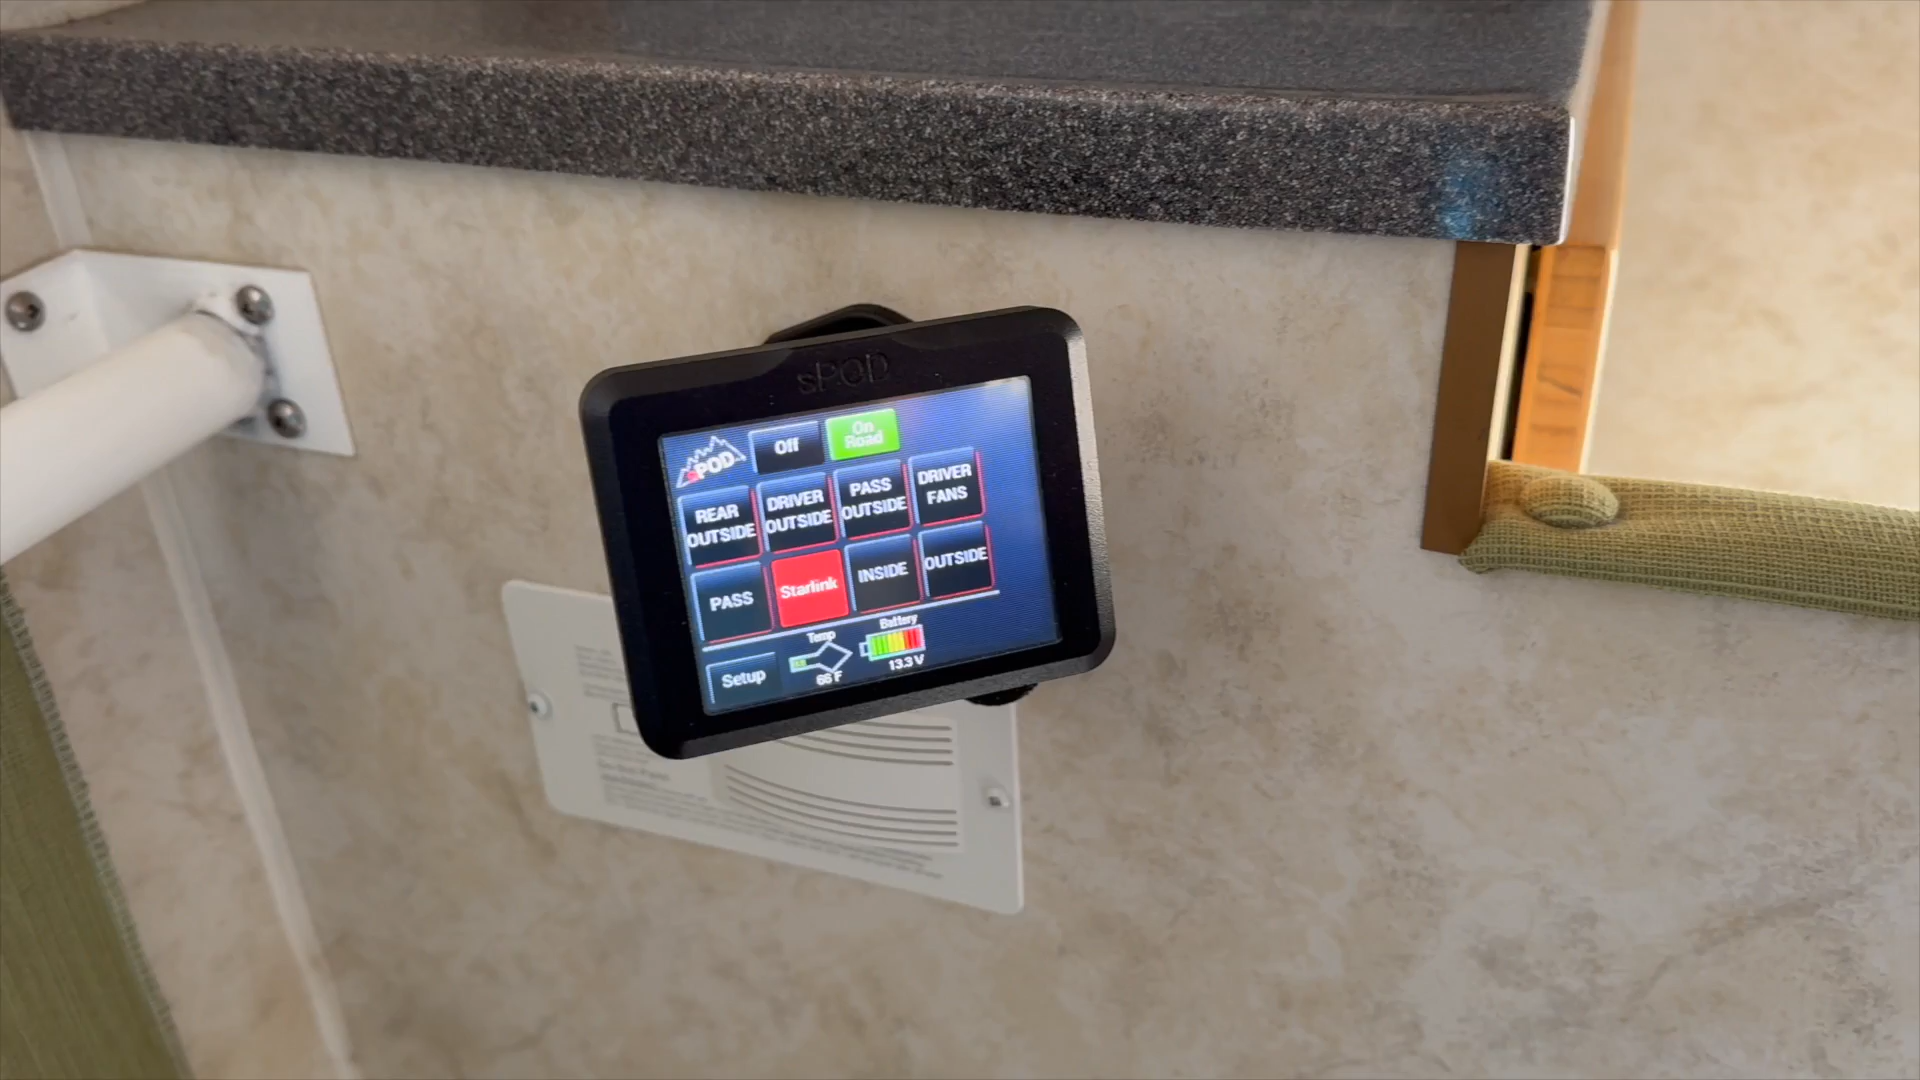 sPOD
sPOD
Off
On
Road
REAR
OUTSIDE
DRIVER
OUTSIDE
PASS
OUTSIDE
DRIVER
FANS
PASS
Starlink
INSIDE
OUTSIDE
Setup
Temp
66°F
Battery
13.3 V